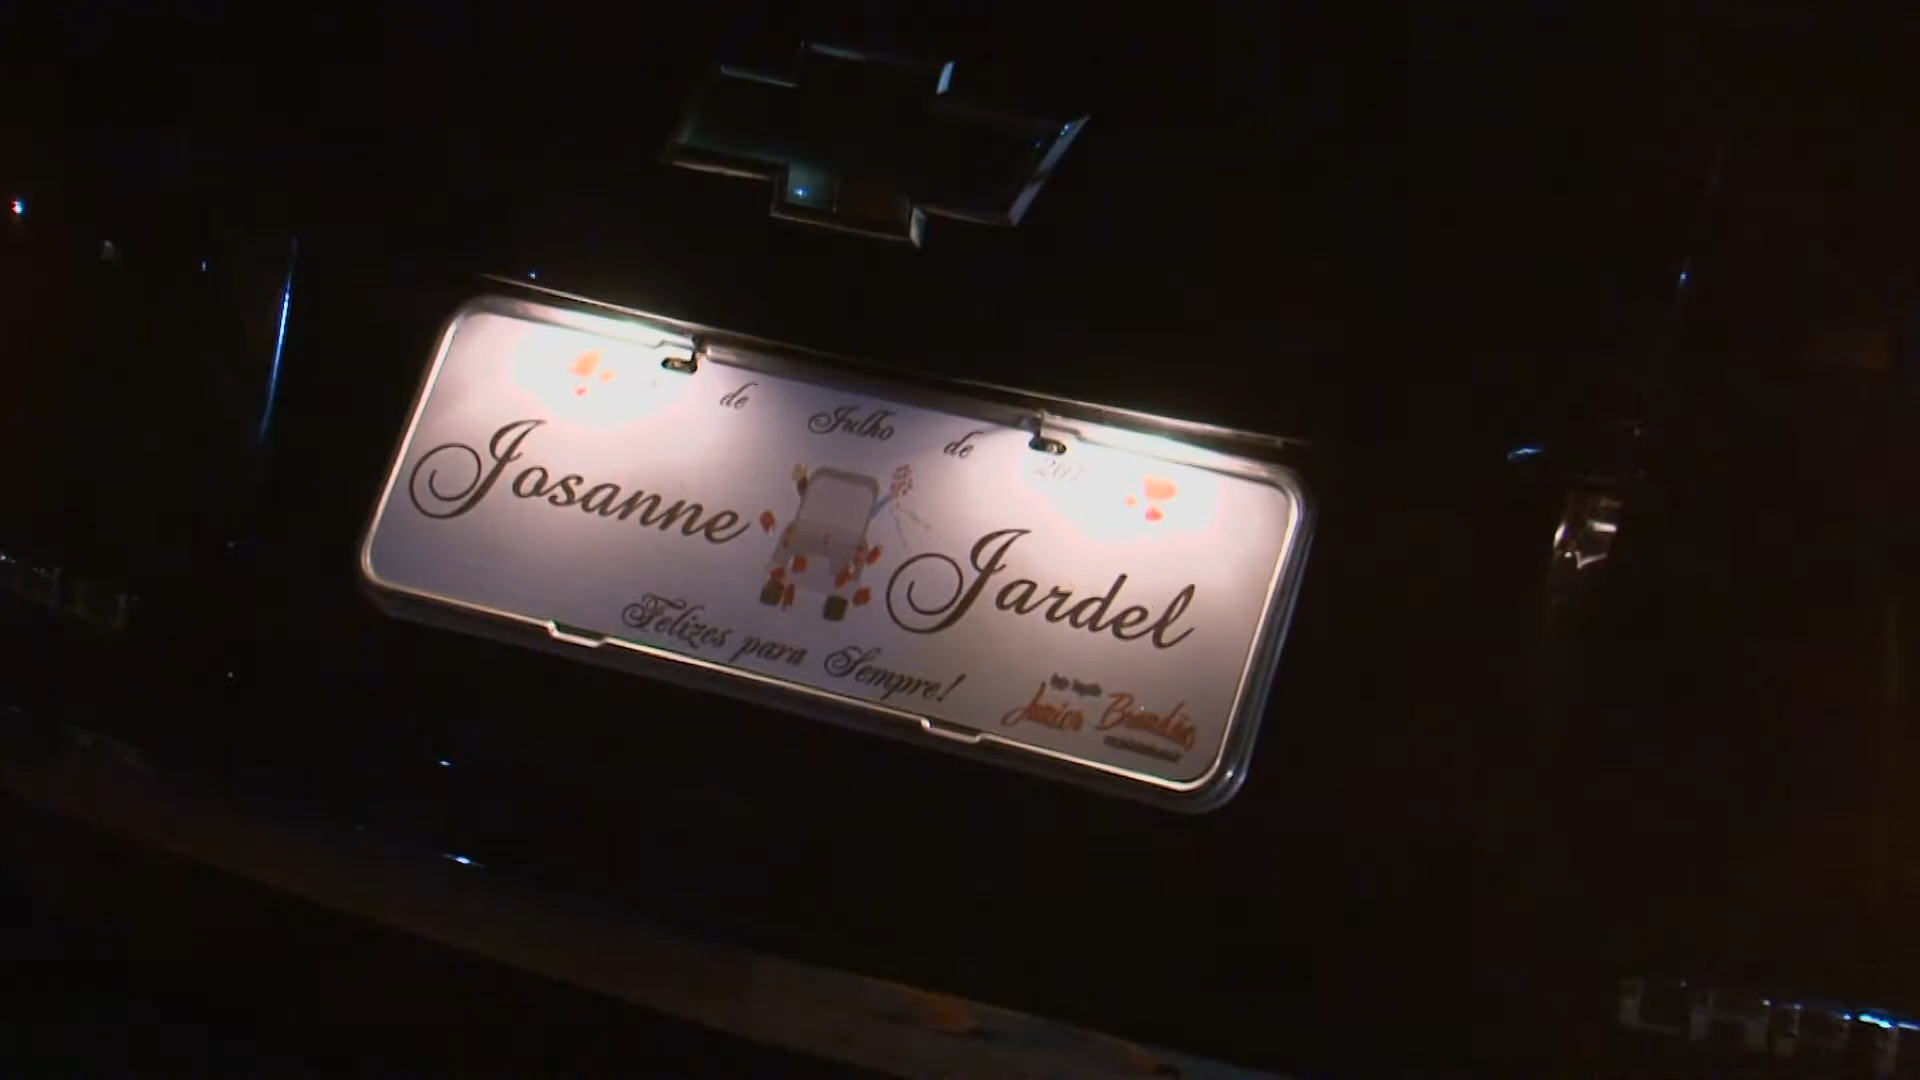 de Julho de
Josanne Jardel
Felizes para Sempre!
Junior Brandão